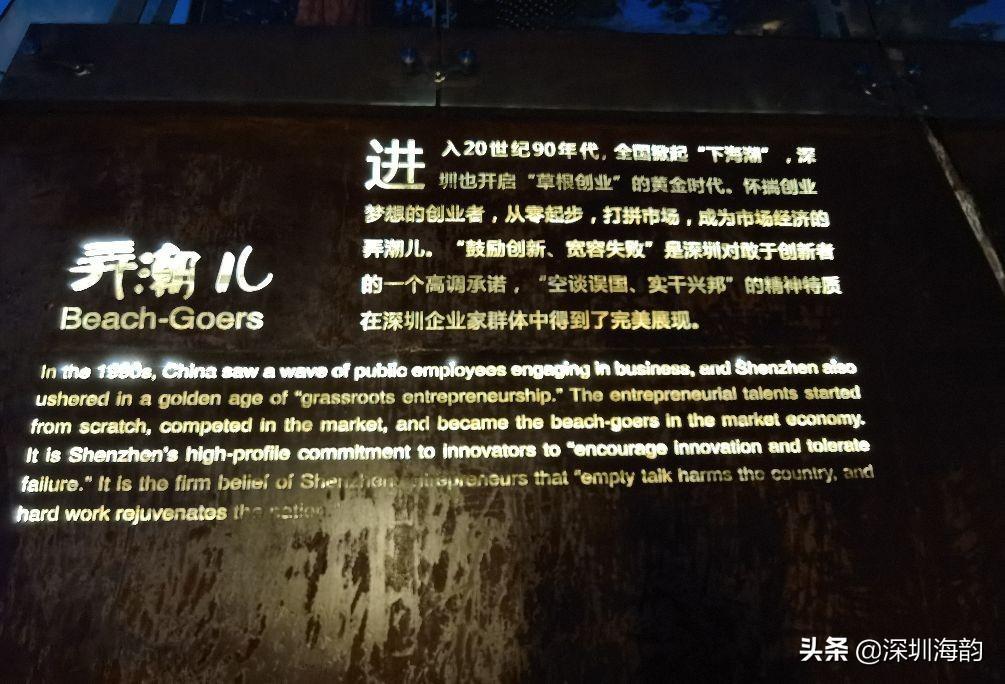 弄潮儿
Beach-Goers
进入20世纪90年代，全国掀起“下海潮”，深
圳也开启“草根创业”的黄金时代。怀揣创业
梦想的创业者，从零起步，打拼市场，成为市场经济的
弄潮儿。“鼓励创新、宽容失败”是深圳对敢于创新者
的一个高调承诺，“空谈误国、实干兴邦”的精神特质
在深圳企业家群体中得到了完美展现。
In the 1990s, China saw a wave of public employees engaging in business, and Shenzhen also
ushered in a golden age of "grassroots entrepreneurship." The entrepreneurial talents started
from scratch, competed in the market, and became the beach-goers in the market economy.
It is Shenzhen's high-profile commitment to innovators to "encourage innovation and tolerate
failure." It is the firm belief of Shenzhen entrepreneurs that "empty talk harms the country, and
hard work rejuvenates the nation
头条 @深圳海韵